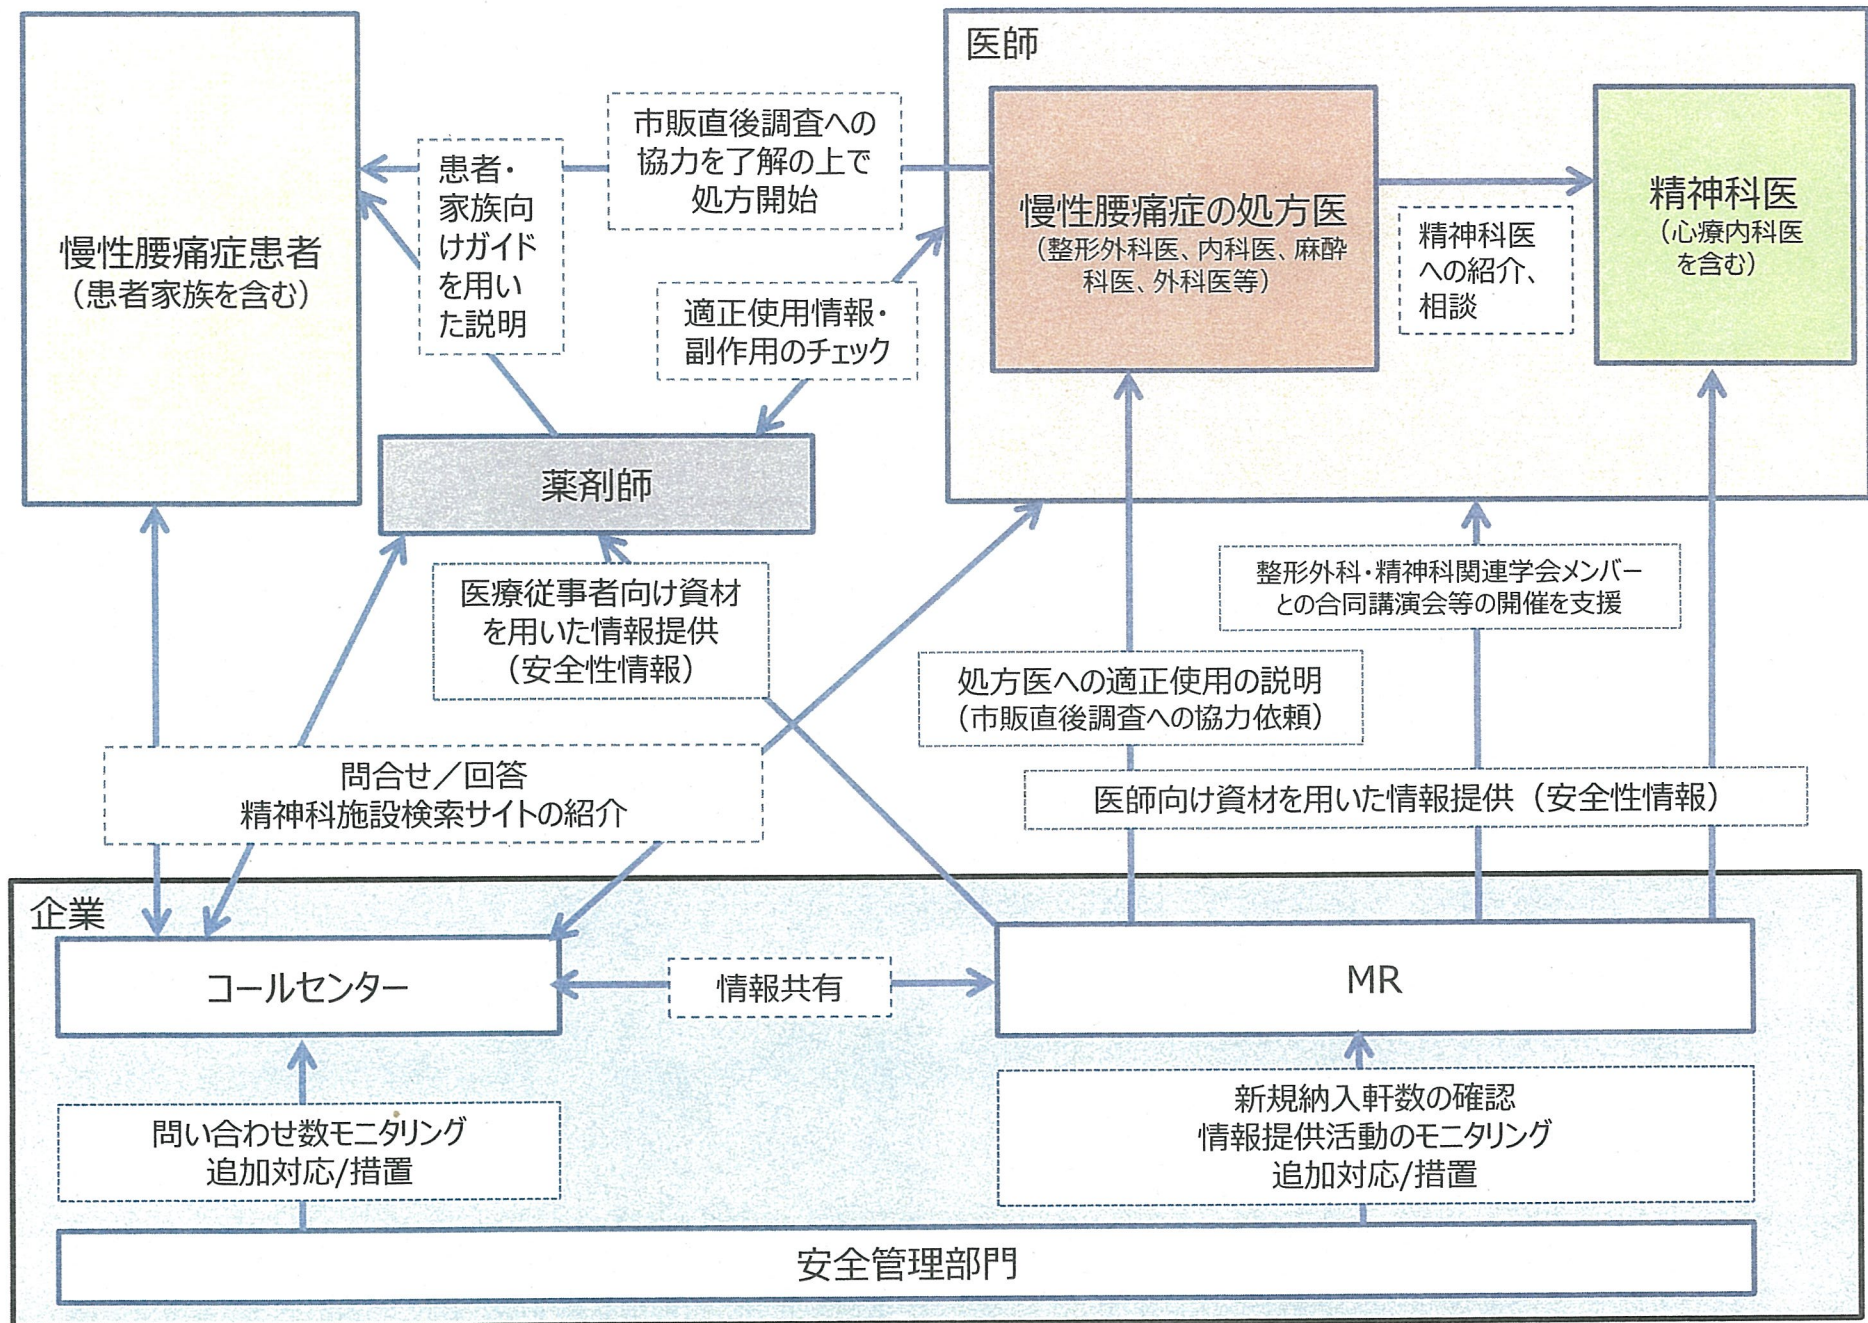 医師
慢性腰痛症患者
（患者家族を含む）
患者・
家族向
けガイド
を用い
た説明
市販直後調査への
協力を了解の上で
処方開始
適正使用情報・
副作用のチェック
慢性腰痛症の処方医
（整形外科医、内科医、麻酔
科医、外科医等）
精神科医
への紹介、
相談
精神科医
（心療内科医
を含む）
薬剤師
医療従事者向け資材
を用いた情報提供
（安全性情報）
整形外科・精神科関連学会メンバー
との合同講演会等の開催を支援
処方医への適正使用の説明
（市販直後調査への協力依頼）
問合せ／回答
精神科施設検索サイトの紹介
医師向け資材を用いた情報提供（安全性情報）
企業
コールセンター
情報共有
MR
問い合わせ数モニタリング
追加対応/措置
新規納入軒数の確認
情報提供活動のモニタリング
追加対応/措置
安全管理部門